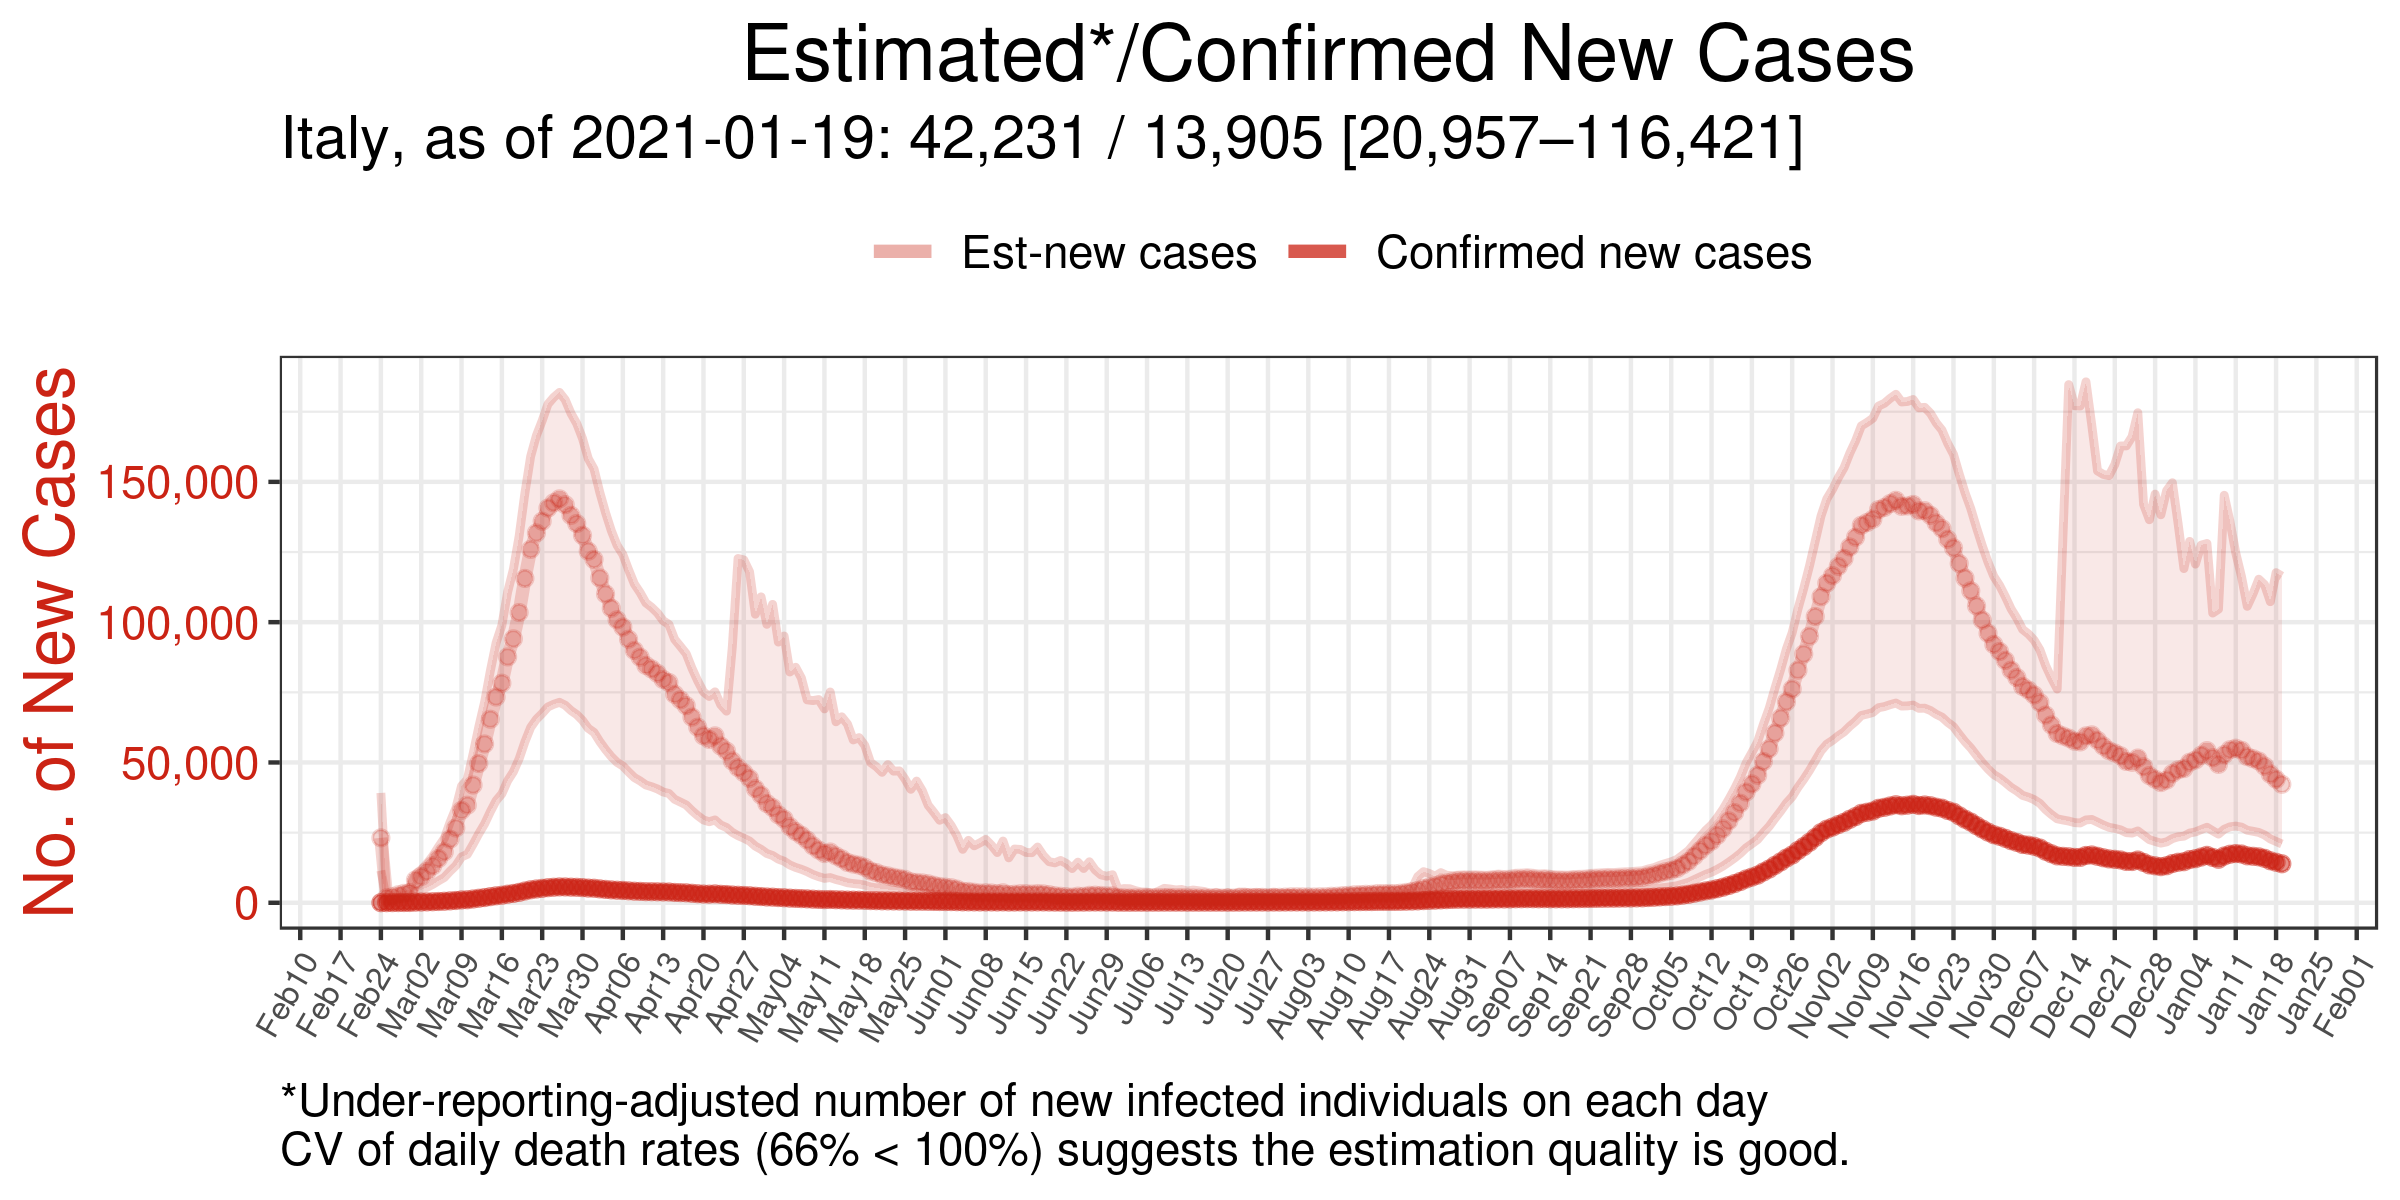 Estimated*/Confirmed New Cases
Italy, as of 2021-01-19: 42,231 / 13,905 [20,957–116,421]
Est-new cases
Confirmed new cases
No. of New Cases
150,000
100,000
50,000
0
Feb10
Feb17
Feb24
Mar02
Mar09
Mar16
Mar23
Mar30
Apr06
Apr13
Apr20
Apr27
May04
May11
May18
May25
Jun01
Jun08
Jun15
Jun22
Jun29
Jul06
Jul13
Jul20
Jul27
Aug03
Aug10
Aug17
Aug24
Aug31
Sep07
Sep14
Sep21
Sep28
Oct05
Oct12
Oct19
Oct26
Nov02
Nov09
Nov16
Nov23
Nov30
Dec07
Dec14
Dec21
Dec28
Jan04
Jan11
Jan18
Jan25
Feb01
*Under-reporting-adjusted number of new infected individuals on each day
CV of daily death rates (66% < 100%) suggests the estimation quality is good.